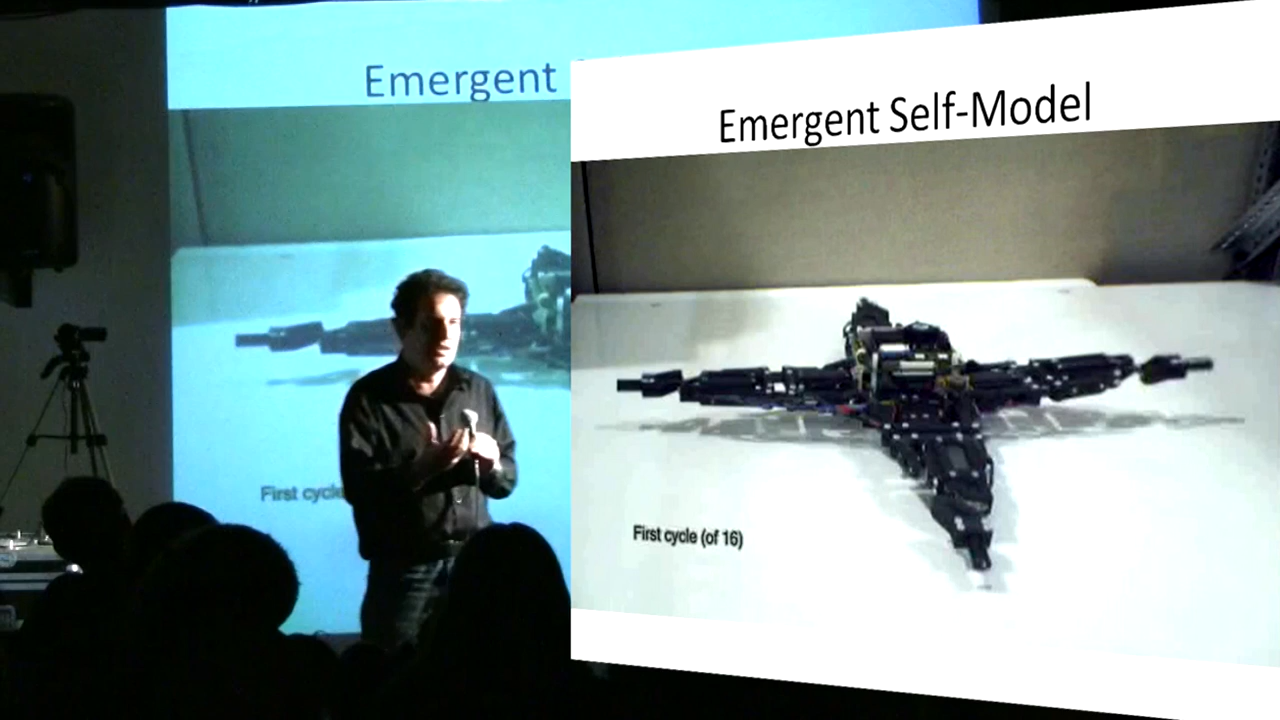 Emergent
First cycle
Emergent Self-Model
First cycle (of 16)